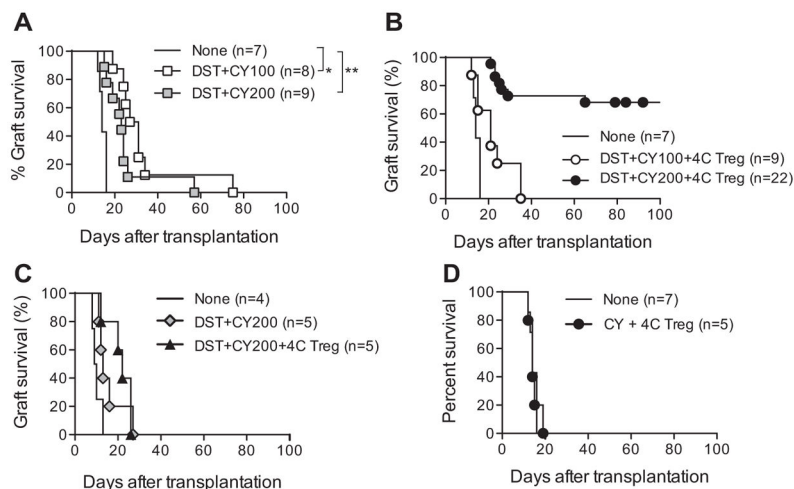 A
% Graft survival
100
80
60
40
20
0
None (n=7)
DST+CY100 (n=8)
DST+CY200 (n=9)
*
**
0 20 40 60 80 100
Days after transplantation
B
Graft survival (%)
100
80
60
40
20
0
None (n=7)
DST+CY100+4C Treg (n=9)
DST+CY200+4C Treg (n=22)
0 20 40 60 80 100
Days after transplantation
C
Graft survival (%)
100
80
60
40
20
0
None (n=4)
DST+CY200 (n=5)
DST+CY200+4C Treg (n=5)
0 20 40 60 80 100
Days after transplantation
D
Percent survival
100
80
60
40
20
0
None (n=7)
CY + 4C Treg (n=5)
0 20 40 60 80 100
Days after transplantation